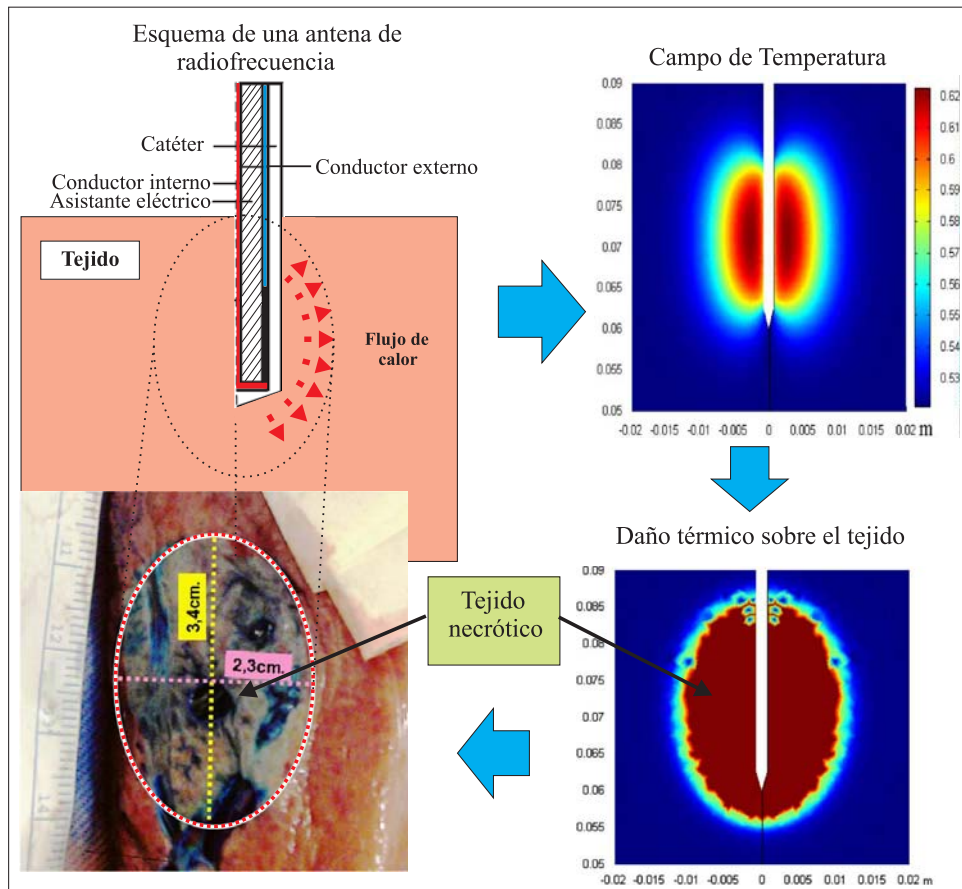 Esquema de una antena de
radiofrecuencia
Catéter
Conductor externo
Conductor interno
Asistante eléctrico
Tejido
Flujo de
calor
Campo de Temperatura
0.09
0.085
0.08
0.075
0.07
0.065
0.06
0.055
0.05
-0.02 -0.015 -0.01 -0.005 0 0.005 0.01 0.015 0.02 m
0.62
0.61
0.6
0.59
0.58
0.57
0.56
0.55
0.54
0.53
Daño térmico sobre el tejido
0.09
0.085
0.08
0.075
0.07
0.065
0.06
0.055
0.05
-0.02 -0.015 -0.01 -0.005 0 0.005 0.01 0.015 0.02 m
Tejido
necrótico
3,4cm.
2,3cm.